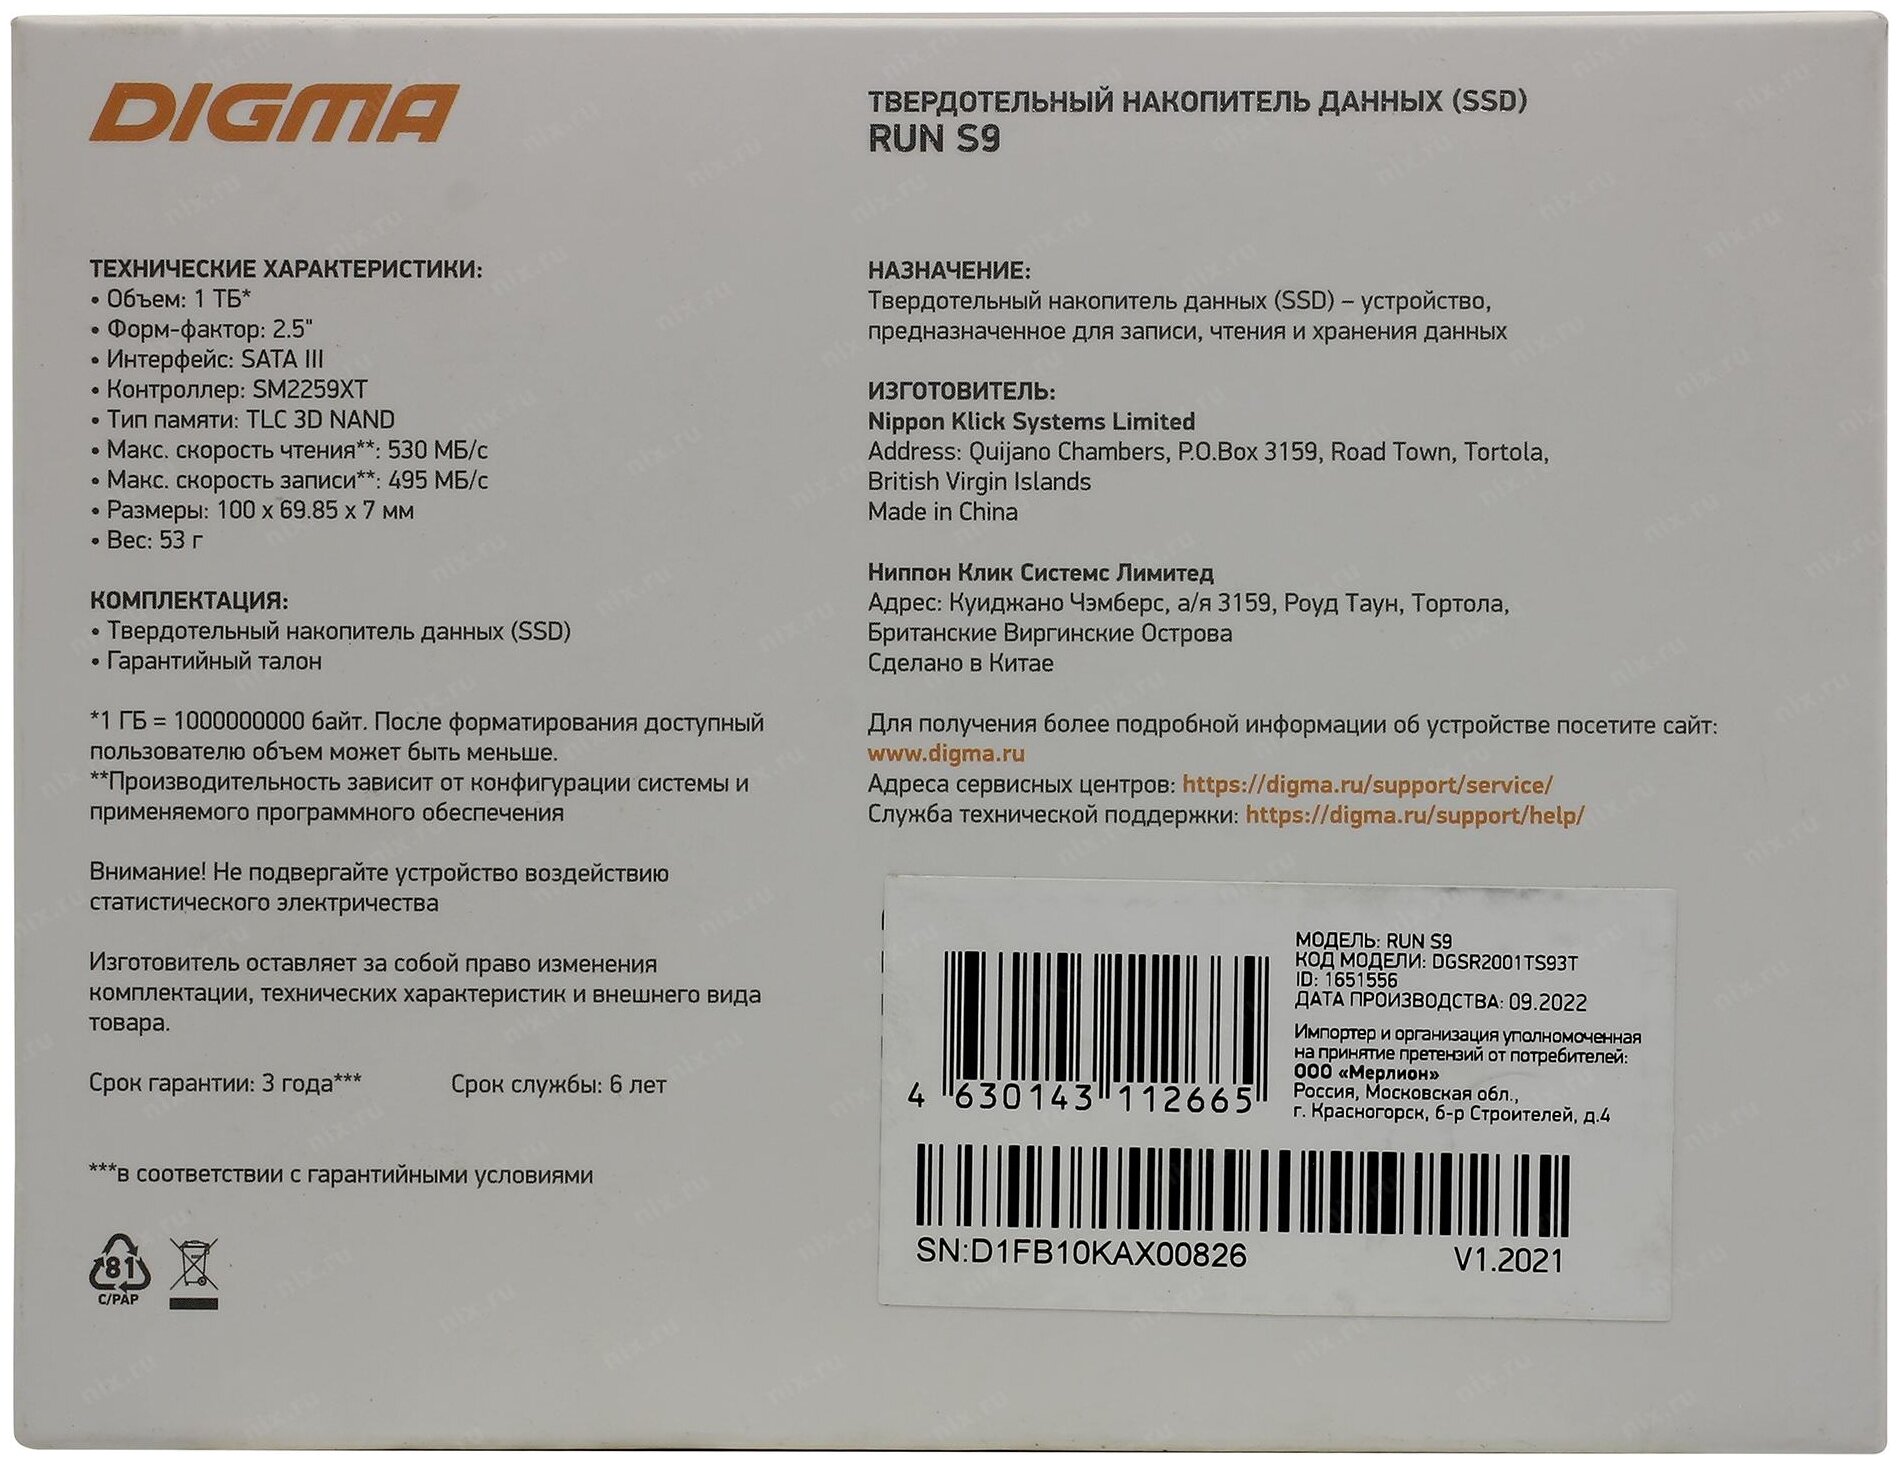 DIGMA
ТВЕРДОТЕЛЬНЫЙ НАКОПИТЕЛЬ ДАННЫХ (SSD)
RUN S9
ТЕХНИЧЕСКИЕ ХАРАКТЕРИСТИКИ:
• Объем: 1 ТБ*
• Форм-фактор: 2.5"
• Интерфейс: SATA III
• Контроллер: SM2259XT
• Тип памяти: TLC 3D NAND
• Макс. скорость чтения**: 530 МБ/с
• Макс. скорость записи**: 495 МБ/с
• Размеры: 100 x 69.85 x 7 мм
• Вес: 53 г
КОМПЛЕКТАЦИЯ:
• Твердотельный накопитель данных (SSD)
• Гарантийный талон
*1 ГБ = 1000000000 байт. После форматирования доступный
пользователю объем может быть меньше.
**Производительность зависит от конфигурации системы и
применяемого программного обеспечения
Внимание! Не подвергайте устройство воздействию
статистического электричества
Изготовитель оставляет за собой право изменения
комплектации, технических характеристик и внешнего вида
товара.
Срок гарантии: 3 года*** Срок службы: 6 лет
***в соответствии с гарантийными условиями
81
C/PAP
НАЗНАЧЕНИЕ:
Твердотельный накопитель данных (SSD) – устройство,
предназначенное для записи, чтения и хранения данных
ИЗГОТОВИТЕЛЬ:
Nippon Klick Systems Limited
Address: Quijano Chambers, P.O.Box 3159, Road Town, Tortola,
British Virgin Islands
Made in China
Ниппон Клик Системс Лимитед
Адрес: Куиджано Чэмберс, а/я 3159, Роуд Таун, Тортола,
Британские Виргинские Острова
Сделано в Китае
Для получения более подробной информации об устройстве посетите сайт:
www.digma.ru
Адреса сервисных центров: https://digma.ru/support/service/
Служба технической поддержки: https://digma.ru/support/help/
МОДЕЛЬ: RUN S9
КОД МОДЕЛИ: DGSR2001TS93T
ID: 1651556
ДАТА ПРОИЗВОДСТВА: 09.2022
Импортер и организация уполномоченная
на принятие претензий от потребителей:
ООО «Мерлион»
Россия, Московская обл.,
г. Красногорск, б-р Строителей, д.4
4 630143 112665
SN:D1FB10KAX00826 V1.2021
nix.ru